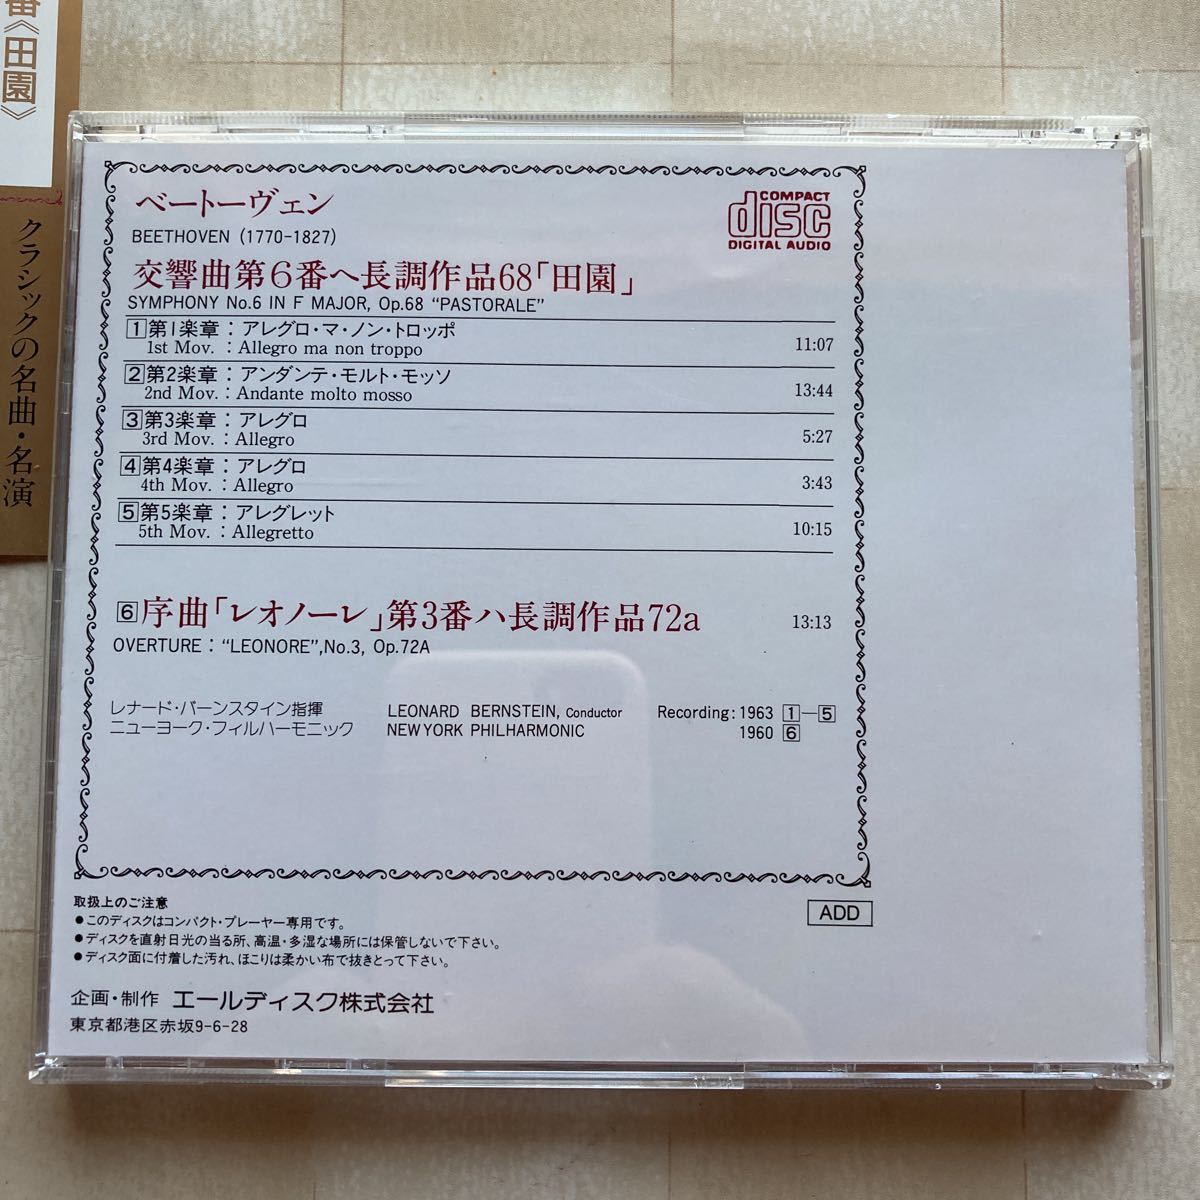 番《田園》
クラシックの名曲・名演
ベートーヴェン
BEETHOVEN (1770-1827)
COMPACT
disc
DIGITAL AUDIO
交響曲第6番ヘ長調作品68「田園」
SYMPHONY No.6 IN F MAJOR, Op.68 “PASTORALE”
1 第1楽章：アレグロ・マ・ノン・トロッポ
1st Mov. : Allegro ma non troppo 11:07
2 第2楽章：アンダンテ・モルト・モッソ
2nd Mov. : Andante molto mosso 13:44
3 第3楽章：アレグロ
3rd Mov. : Allegro 5:27
4 第4楽章：アレグロ
4th Mov. : Allegro 3:43
5 第5楽章：アレグレット
5th Mov. : Allegretto 10:15
6 序曲「レオノーレ」第3番ハ長調作品72a 13:13
OVERTURE : “LEONORE”,No.3, Op.72A
レナード・バーンスタイン指揮 LEONARD BERNSTEIN, Conductor Recording: 1963 1-5
ニューヨーク・フィルハーモニック NEW YORK PHILHARMONIC 1960 6
取扱上のご注意
●このディスクはコンパクト・プレーヤー専用です。
●ディスクを直射日光の当る所、高温・多湿な場所には保管しないで下さい。
●ディスク面に付着した汚れ、ほこりは柔かい布で抜きとって下さい。
ADD
企画・制作 エールディスク株式会社
東京都港区赤坂9-6-28